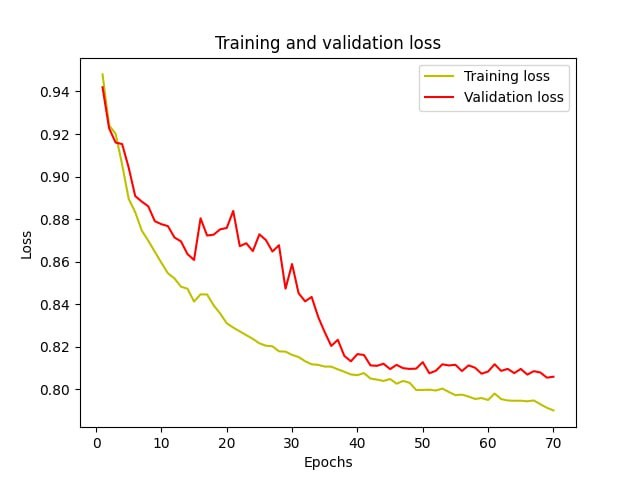 Training and validation loss
Training loss
Validation loss
0.94
0.92
0.90
0.88
0.86
0.84
0.82
0.80
Loss
0 10 20 30 40 50 60 70
Epochs